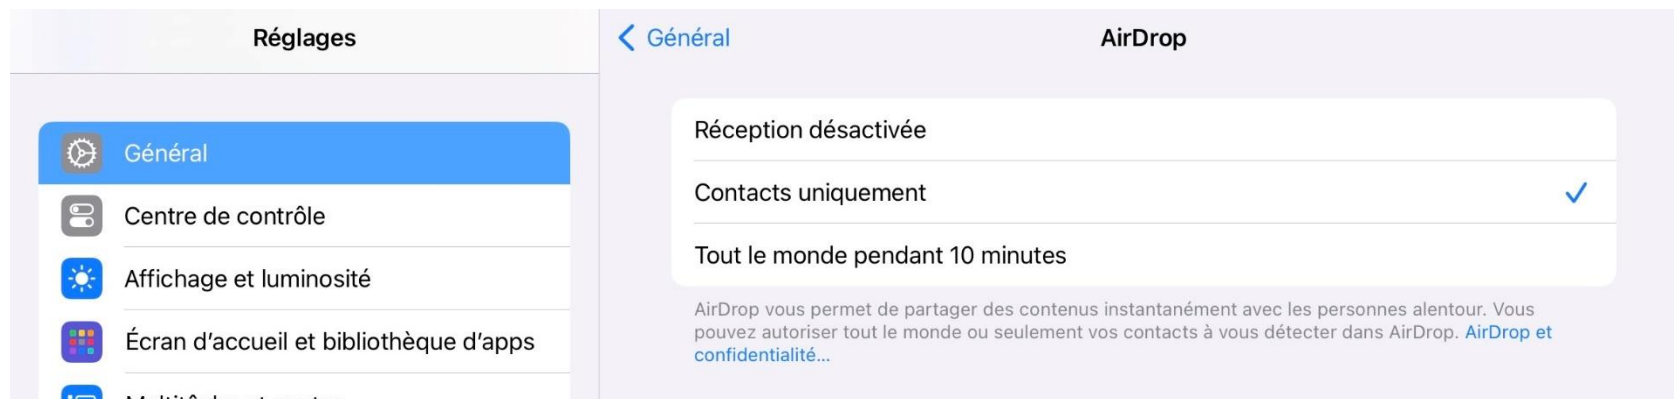 Réglages
Général
Centre de contrôle
Affichage et luminosité
Écran d’accueil et bibliothèque d’apps
Général
AirDrop
Réception désactivée
Contacts uniquement
Tout le monde pendant 10 minutes
AirDrop vous permet de partager des contenus instantanément avec les personnes alentour. Vous
pouvez autoriser tout le monde ou seulement vos contacts à vous détecter dans AirDrop. AirDrop et
confidentialité...